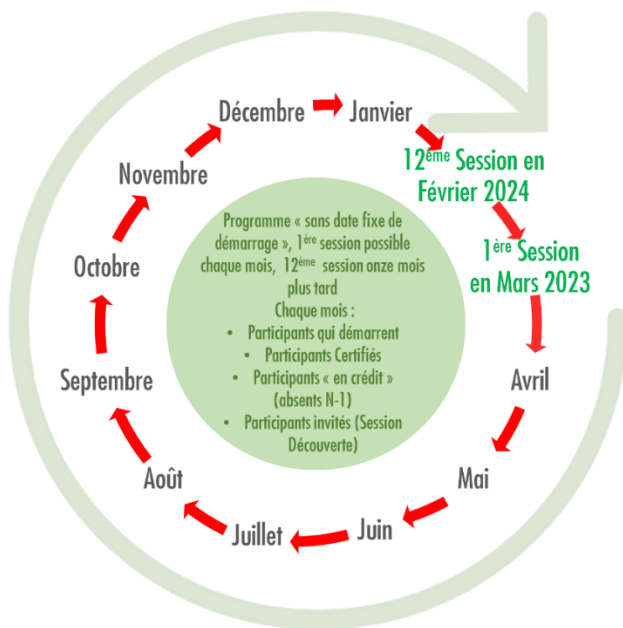 Décembre
Janvier
12ème Session en
Février 2024
1ère Session
en Mars 2023
Avril
Mai
Juin
Juillet
Août
Septembre
Octobre
Novembre
Programme « sans date fixe de
démarrage », 1ère session possible
chaque mois, 12ème session onze mois
plus tard
Chaque mois :
• Participants qui démarrent
• Participants Certifiés
• Participants « en crédit »
(absents N-1)
• Participants invités (Session
Découverte)